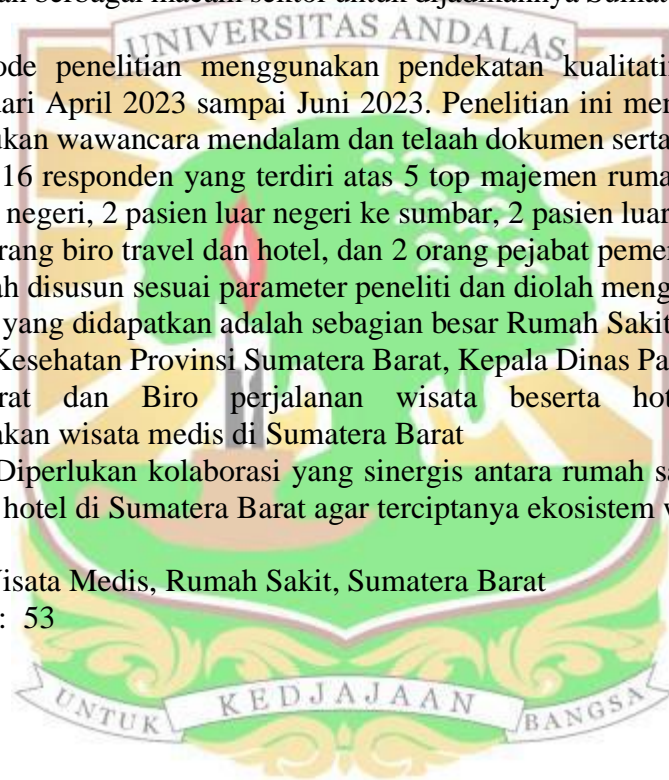 an berbagai macam sektor untuk dijadikannya Sumat
UNIVERSITAS ANDALAS
ode penelitian menggunakan pendekatan kualitati
dari April 2023 sampai Juni 2023. Penelitian ini me
ukan wawancara mendalam dan telaah dokumen serta
16 responden yang terdiri atas 5 top majemen ruma
negeri, 2 pasien luar negeri ke sumbar, 2 pasien luar
rang biro travel dan hotel, dan 2 orang pejabat peme
ah disusun sesuai parameter peneliti dan diolah meng
yang didapatkan adalah sebagian besar Rumah Sakit
Kesehatan Provinsi Sumatera Barat, Kepala Dinas Pa
rat dan Biro perjalanan wisata beserta hot
akan wisata medis di Sumatera Barat
Diperlukan kolaborasi yang sinergis antara rumah sa
hotel di Sumatera Barat agar terciptanya ekosistem w
Wisata Medis, Rumah Sakit, Sumatera Barat
: 53
UNTUK KEDJAJAAN BANGSA